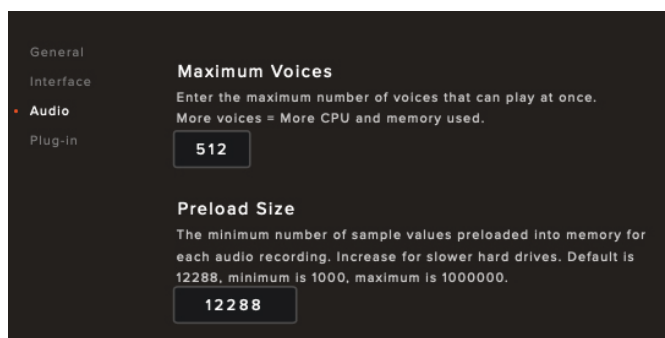 General
Interface
Audio
Plug-in
Maximum Voices
Enter the maximum number of voices that can play at once.
More voices = More CPU and memory used.
512
Preload Size
The minimum number of sample values preloaded into memory for
each audio recording. Increase for slower hard drives. Default is
12288, minimum is 1000, maximum is 1000000.
12288